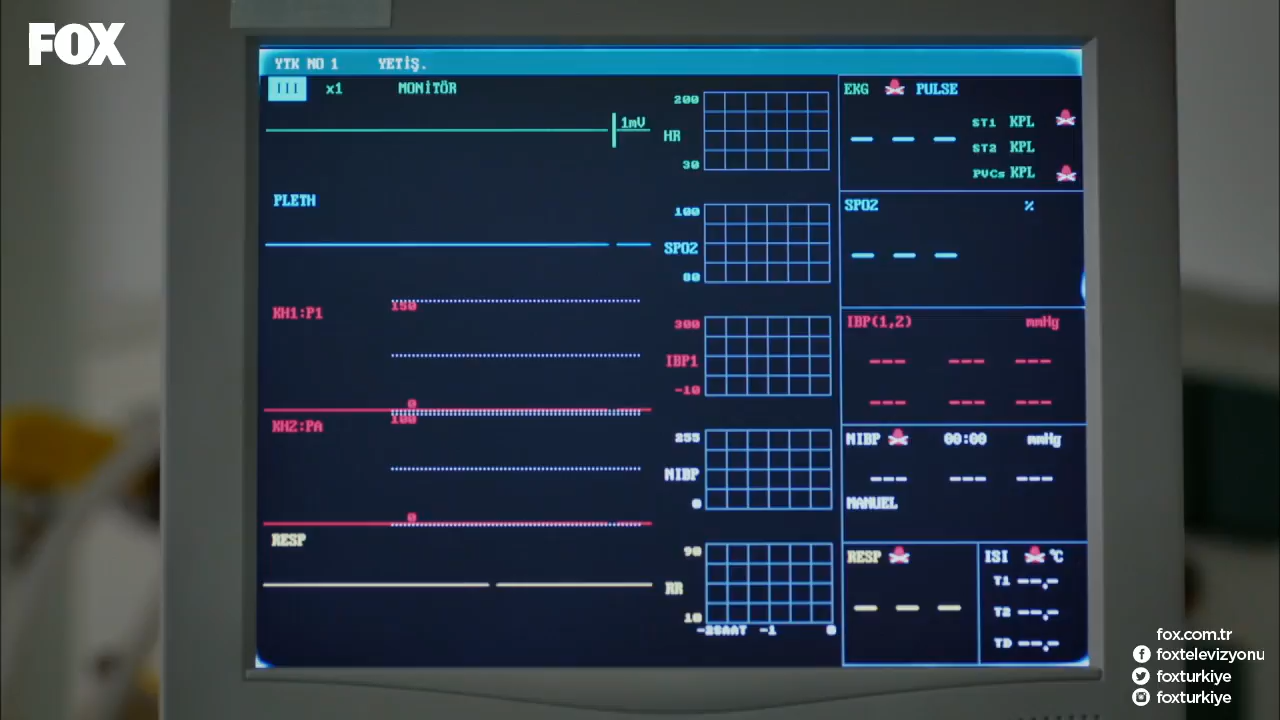 FOX
YTK NO 1 YETİŞ.
III x1 MONİTÖR
1mV
PLETH
KH1:P1
150
0
KH2:PA
100
0
RESP
200
HR
30
100
SPO2
80
300
IBP1
-10
255
NIBP
0
90
RR
10
-2SAAT -1 0
EKG PULSE
ST1 KPL
ST2 KPL
PVCs KPL
--- 
SPO2 %
---
IBP(1,2) mmHg
--- --- ---
--- --- ---
NIBP 00:00 mmHg
--- --- ---
MANUEL
RESP
---
ISI °C
T1 --.-
T2 --.-
TD --.-
fox.com.tr
foxtelevizyonu
foxturkiye
foxturkiye